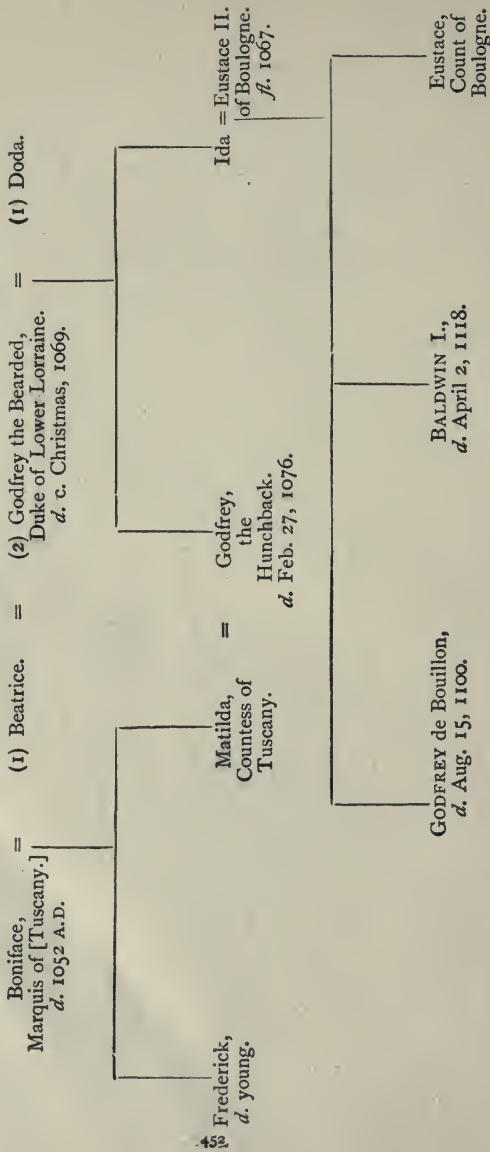 Boniface,
Marquis of [Tuscany.]
d. 1052 A.D.
=
(1) Beatrice.
=
(2) Godfrey the Bearded,
Duke of Lower Lorraine.
d. c. Christmas, 1069.
=
(1) Doda.
Frederick,
d. young.
Matilda,
Countess of
Tuscany.
=
Godfrey,
the
Hunchback.
d. Feb. 27, 1076.
Ida = Eustace II.
of Boulogne.
fl. 1067.
GODFREY de Bouillon,
d. Aug. 15, 1100.
BALDWIN I.,
d. April 2, 1118.
Eustace,
Count of
Boulogne.
452